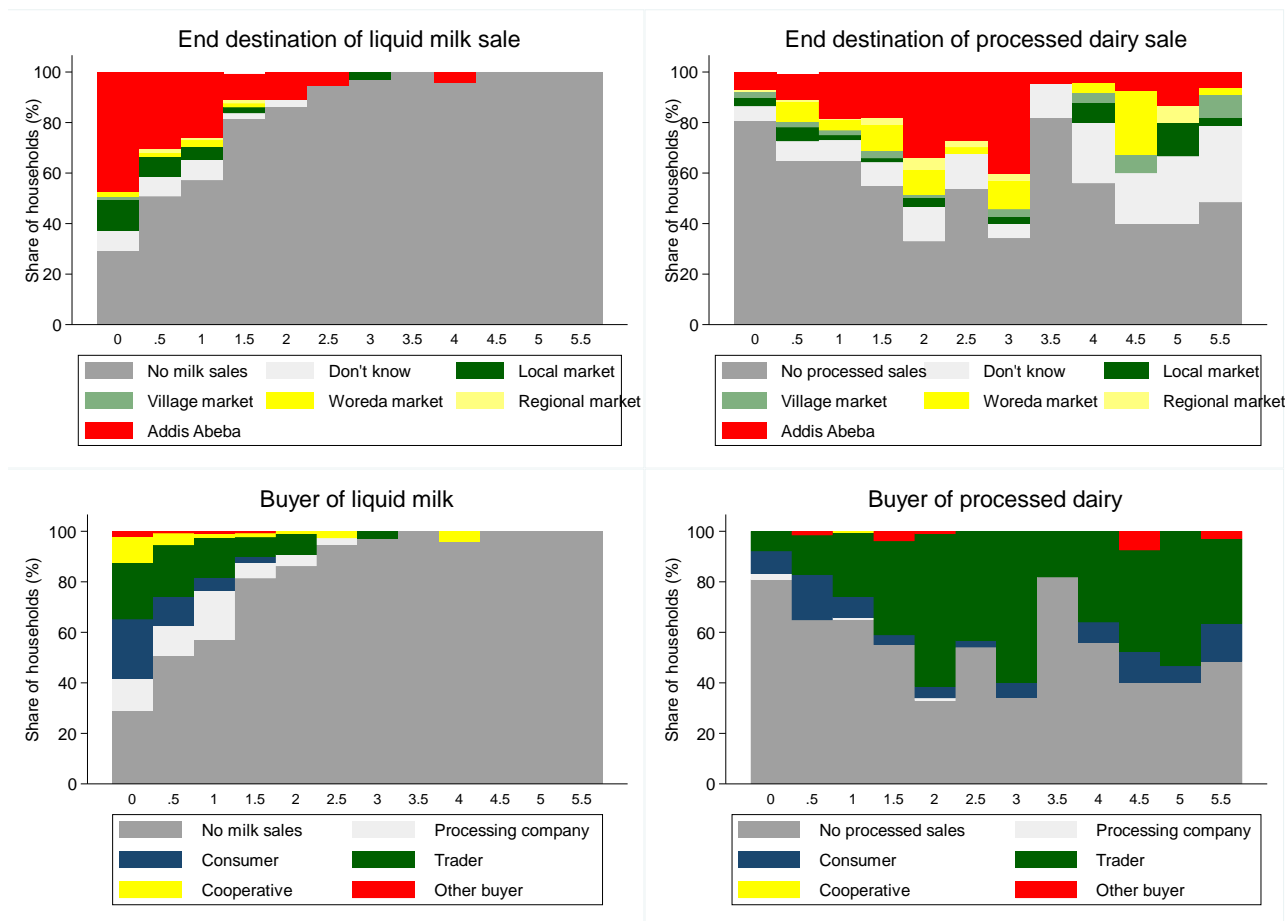 End destination of liquid milk sale
Share of households (%)
100
80
60
40
20
0
0 .5 1 1.5 2 2.5 3 3.5 4 4.5 5 5.5
No milk sales Don't know Local market
Village market Woreda market Regional market
Addis Abeba
End destination of processed dairy sale
Share of households (%)
100
80
60
40
20
0
0 .5 1 1.5 2 2.5 3 3.5 4 4.5 5 5.5
No processed sales Don't know Local market
Village market Woreda market Regional market
Addis Abeba
Buyer of liquid milk
Share of households (%)
100
80
60
40
20
0
0 .5 1 1.5 2 2.5 3 3.5 4 4.5 5 5.5
No milk sales Processing company
Consumer Trader
Cooperative Other buyer
Buyer of processed dairy
Share of households (%)
100
80
60
40
20
0
0 .5 1 1.5 2 2.5 3 3.5 4 4.5 5 5.5
No processed sales Processing company
Consumer Trader
Cooperative Other buyer